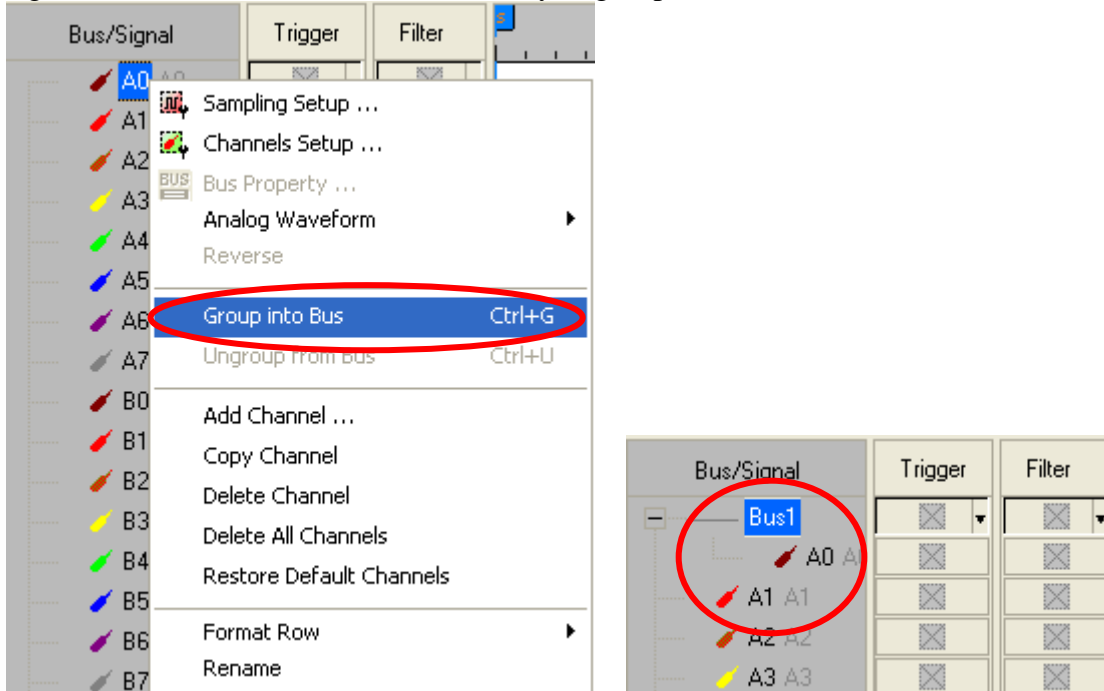 Bus/Signal Trigger Filter
A0 A0
Sampling Setup ...
A1
Channels Setup ...
A2
BUS Bus Property ...
A3
Analog Waveform
A4
Reverse
A5
Group into Bus Ctrl+G
A6
Ungroup from Bus Ctrl+U
A7
B0
Add Channel ...
B1
Copy Channel
B2
Delete Channel
B3
Delete All Channels
B4
Restore Default Channels
B5
Format Row
B6
Rename
B7
Bus/Signal Trigger Filter
Bus1
A0
A1 A1
A2 A2
A3 A3